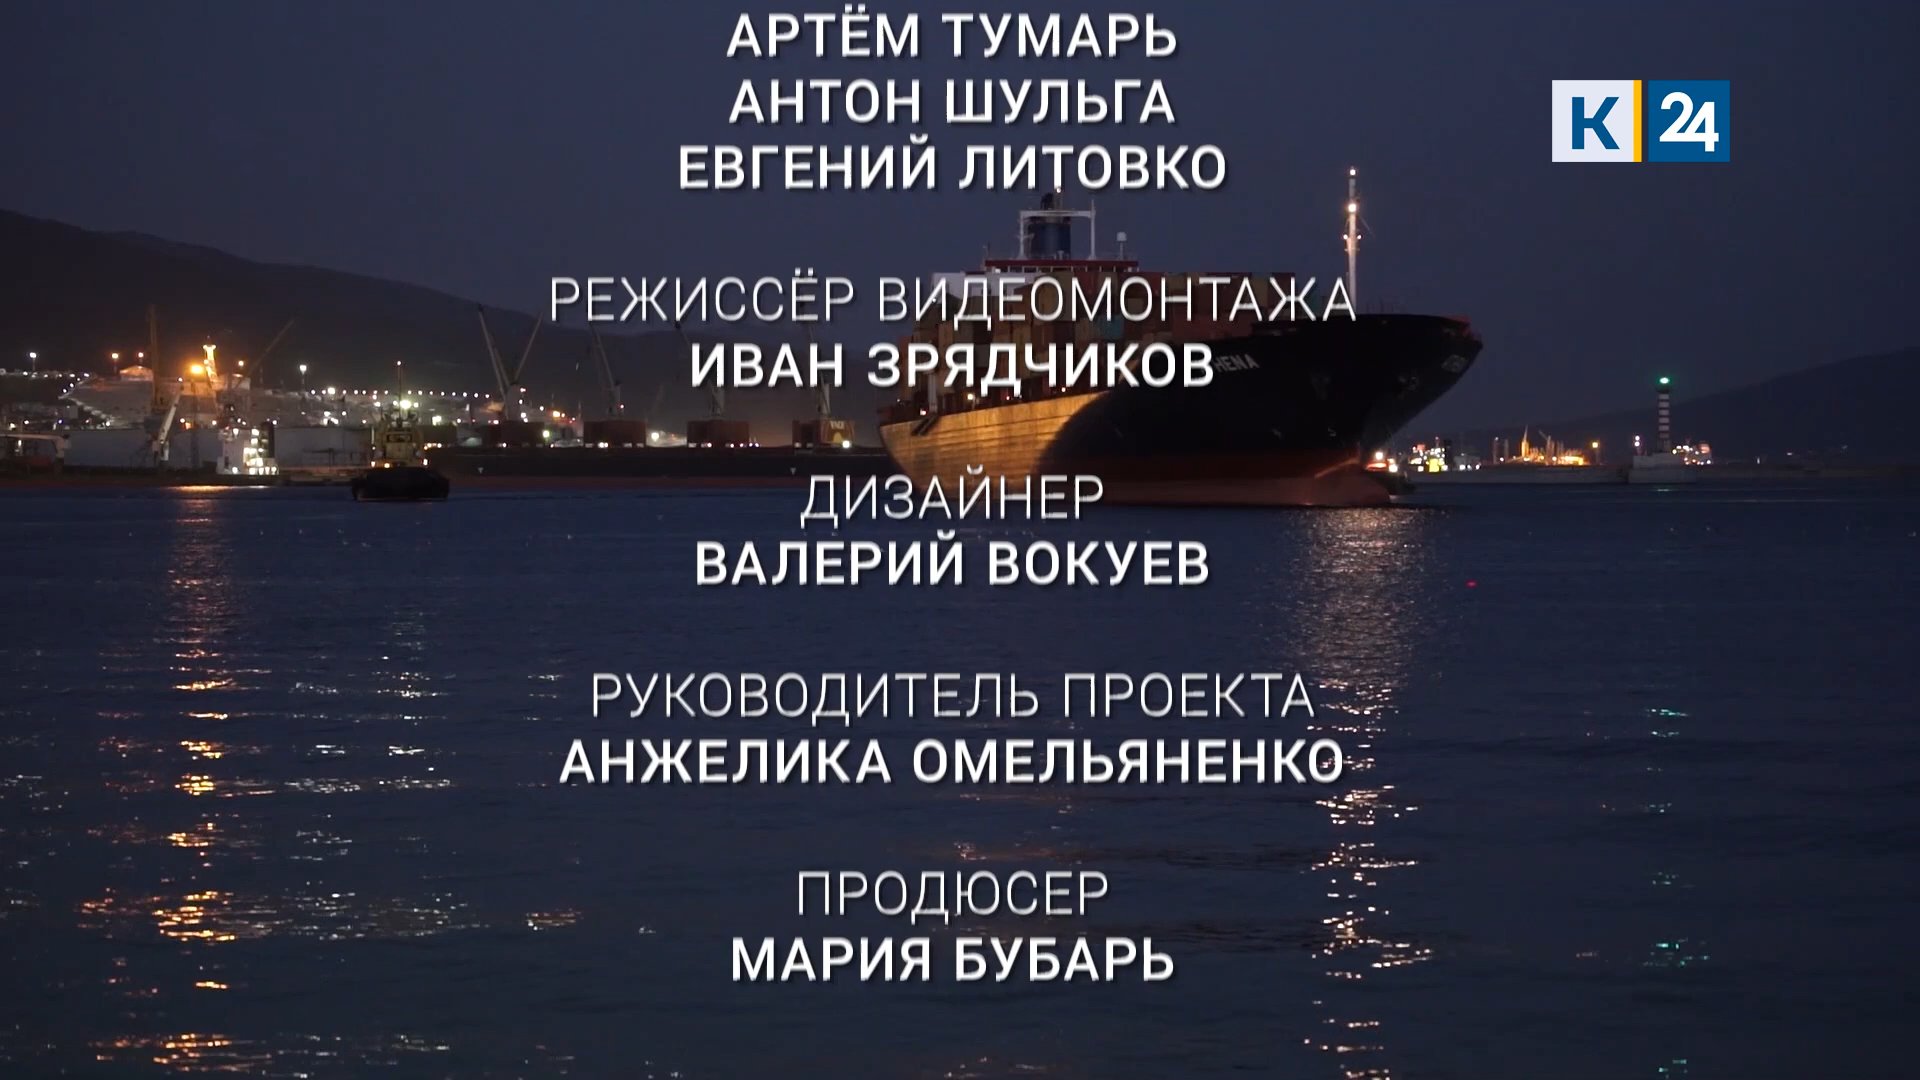 АРТЁМ ТУМАРЬ
АНТОН ШУЛЬГА
ЕВГЕНИЙ ЛИТОВКО
К 24
РЕЖИССЁР ВИДЕОМОНТАЖА
ИВАН ЗРЯДЧИКОВ
ДИЗАЙНЕР
ВАЛЕРИЙ ВОКУЕВ
РУКОВОДИТЕЛЬ ПРОЕКТА
АНЖЕЛИКА ОМЕЛЬЯНЕНКО
ПРОДЮСЕР
МАРИЯ БУБАРЬ